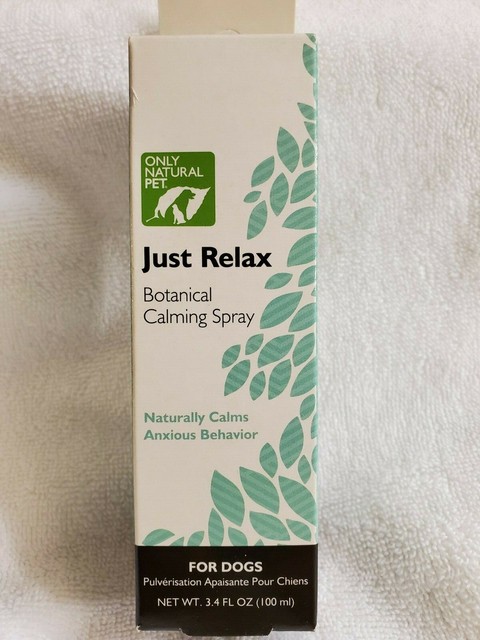 ONLY
NATURAL
PET
Just Relax
Botanical
Calming Spray
Naturally Calms
Anxious Behavior
FOR DOGS
Pulvérisation Apaisante Pour Chiens
NET WT. 3.4 FL OZ (100 ml)